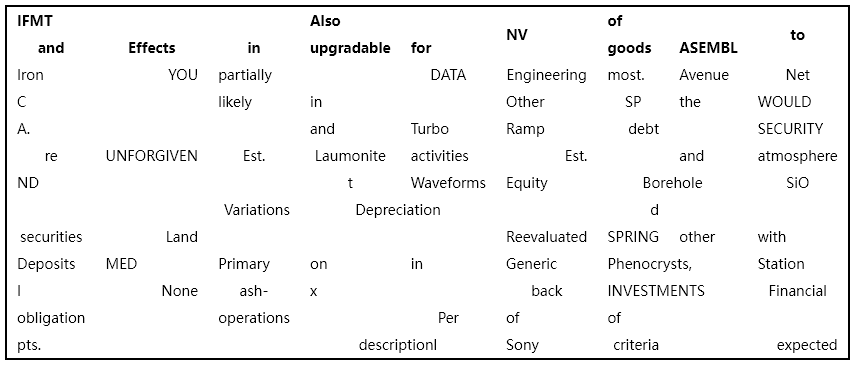 IFMT Also of
NV to
and Effects in upgradable for goods ASEMBL
Iron YOU partially DATA Engineering most. Avenue Net
C likely in Other SP the WOULD
A. and Turbo Ramp debt SECURITY
re UNFORGIVEN Est. Laumonite activities Est. and atmosphere
ND t Waveforms Equity Borehole SiO
Variations Depreciation d
securities Land Reevaluated SPRING other with
Deposits MED Primary on in Generic Phenocrysts, Station
I None ash- x back INVESTMENTS Financial
obligation operations Per of of
pts. descriptionl Sony criteria expected